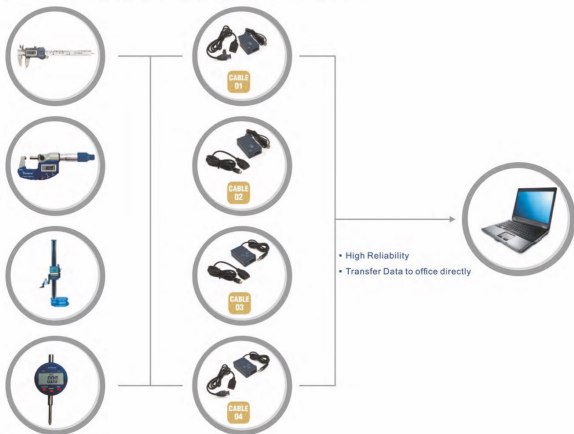 CABLE
01
CABLE
02
CABLE
03
CABLE
04
• High Reliability
• Transfer Data to office directly